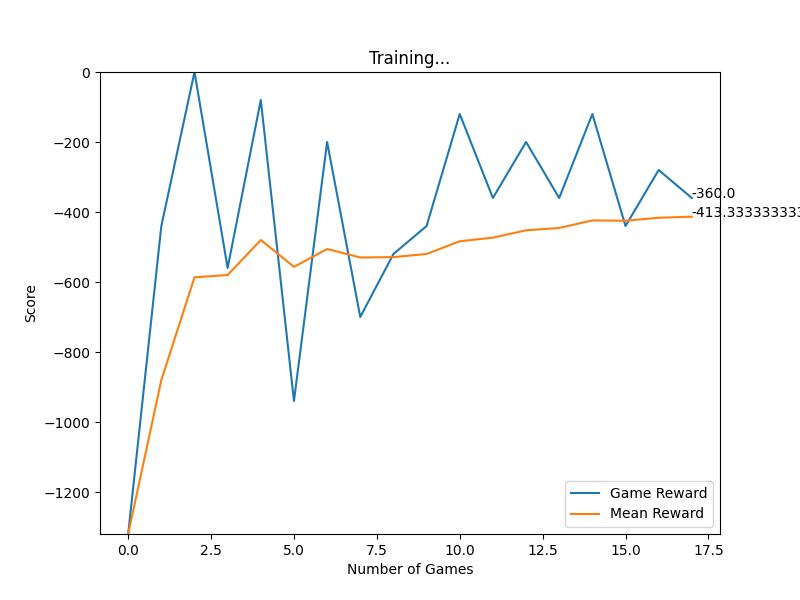 Training...
Score
0
−200
−400
−600
−800
−1000
−1200
-360.0
-413.333333333
Game Reward
Mean Reward
0.0 2.5 5.0 7.5 10.0 12.5 15.0 17.5
Number of Games